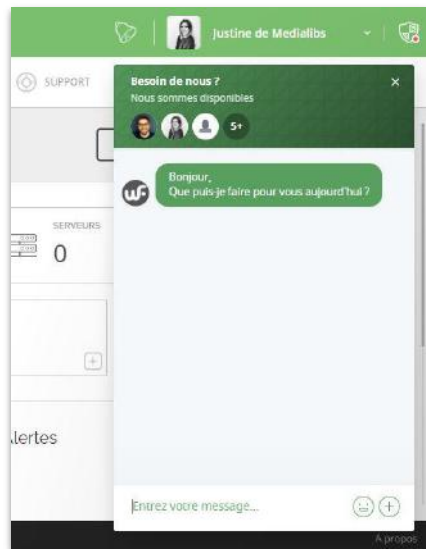 Justine de Medialibs
SUPPORT
Besoin de nous ?
Nous sommes disponibles
5+
Bonjour,
Que puis-je faire pour vous aujourd'hui ?
SERVEURS
0
lertes
Entrez votre message...
A propos